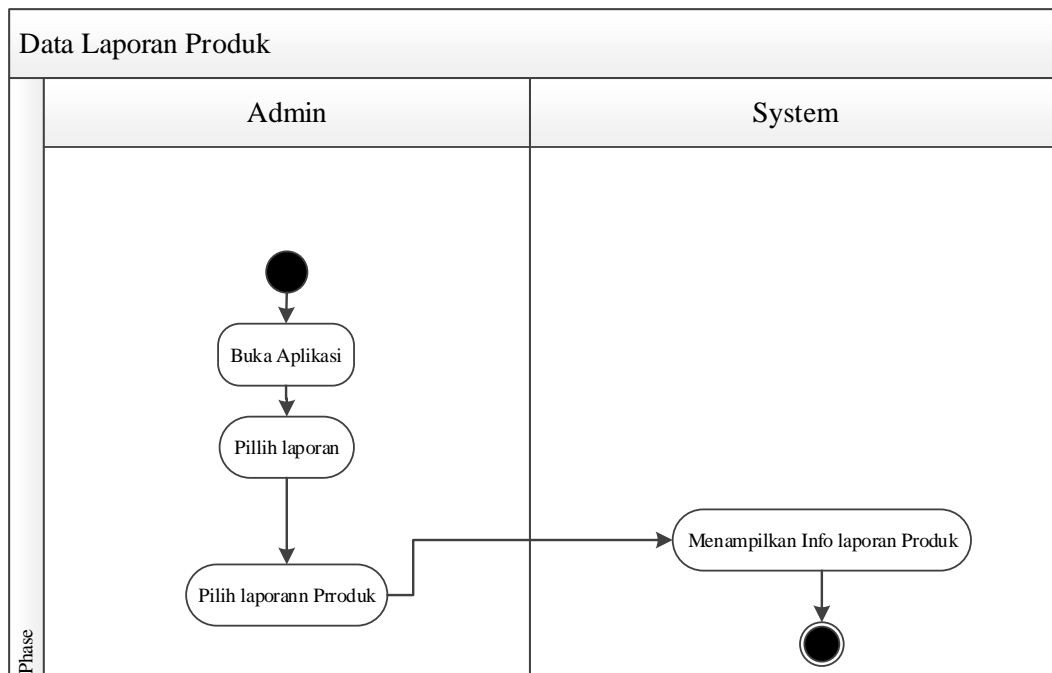 Data Laporan Produk
Admin
System
Buka Aplikasi
Pillih laporan
Menampilkan Info laporan Produk
Pilih laporann Prroduk
Phase